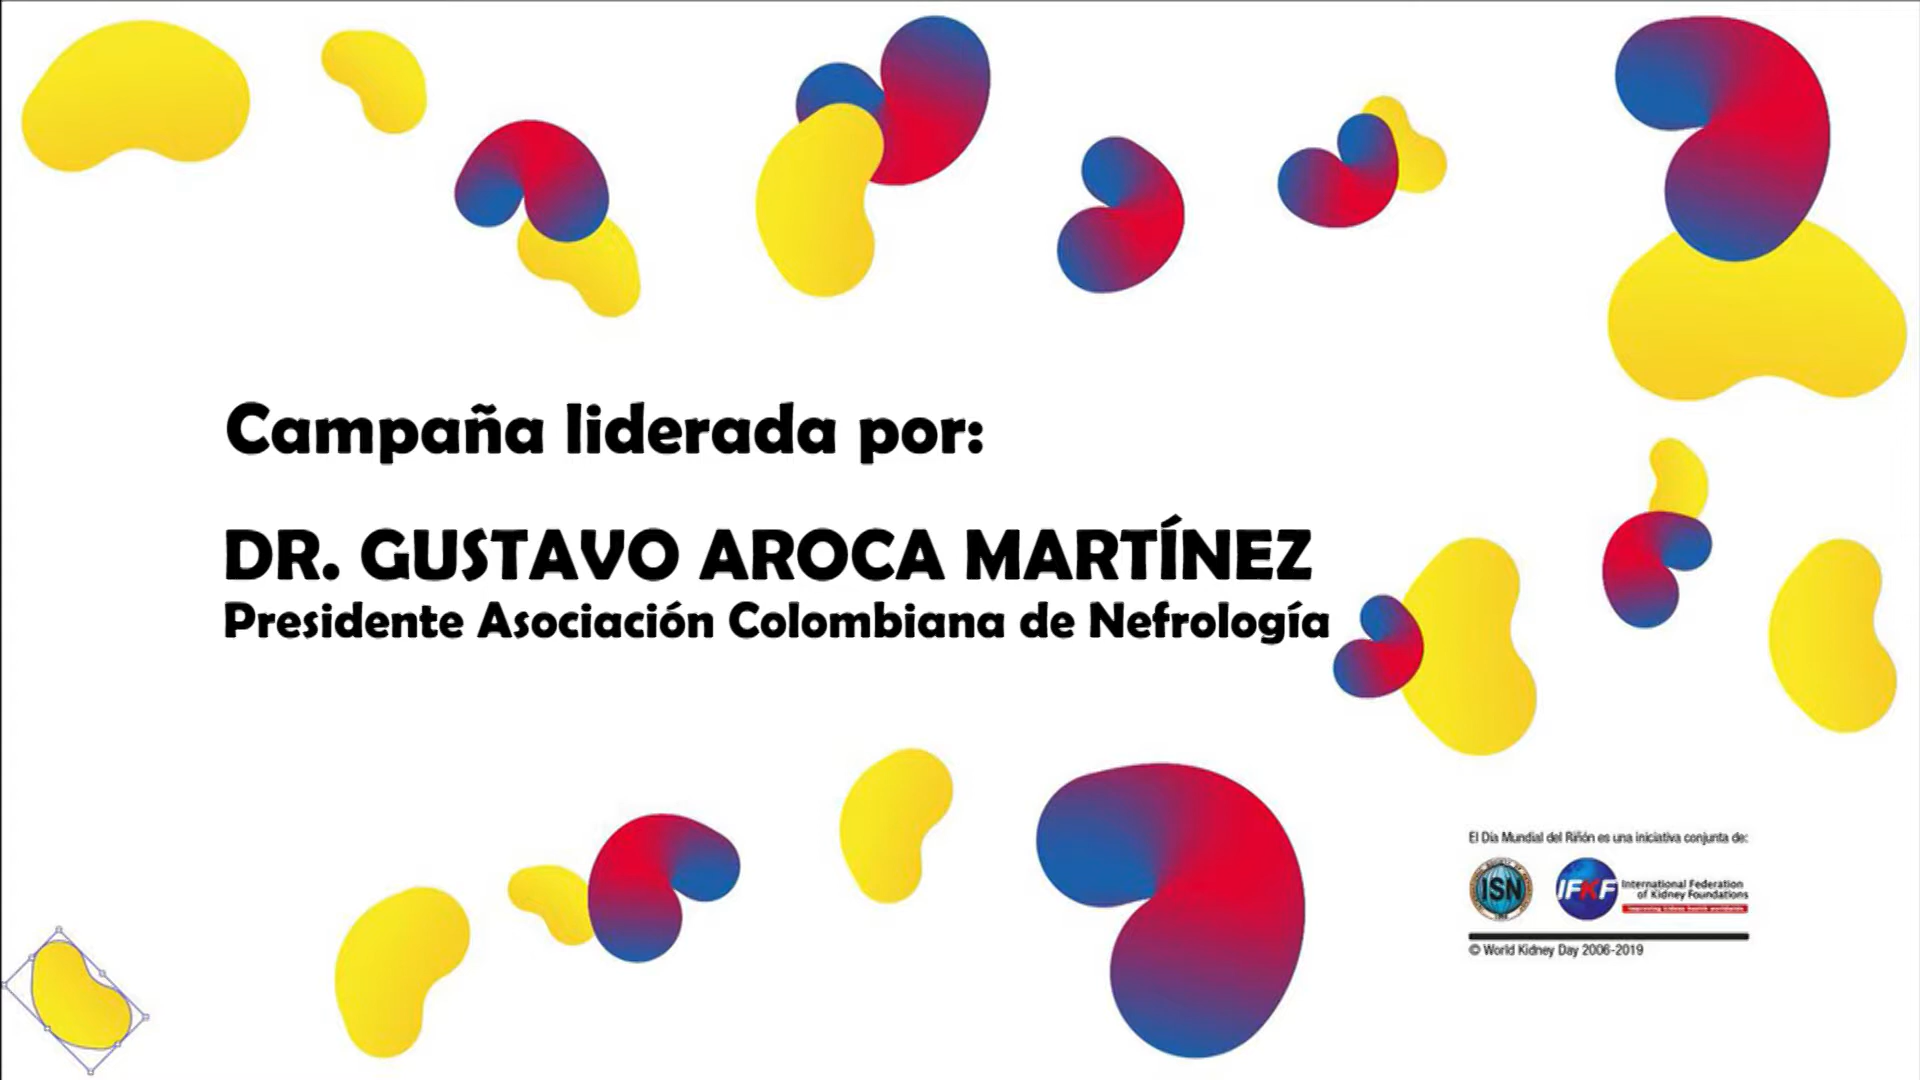 Campaña liderada por:
DR. GUSTAVO AROCA MARTÍNEZ
Presidente Asociación Colombiana de Nefrología
El Día Mundial del Riñón es una iniciativa conjunta de:
ISN
IFKF
International Federation
of Kidney Foundations
© World Kidney Day 2006-2019